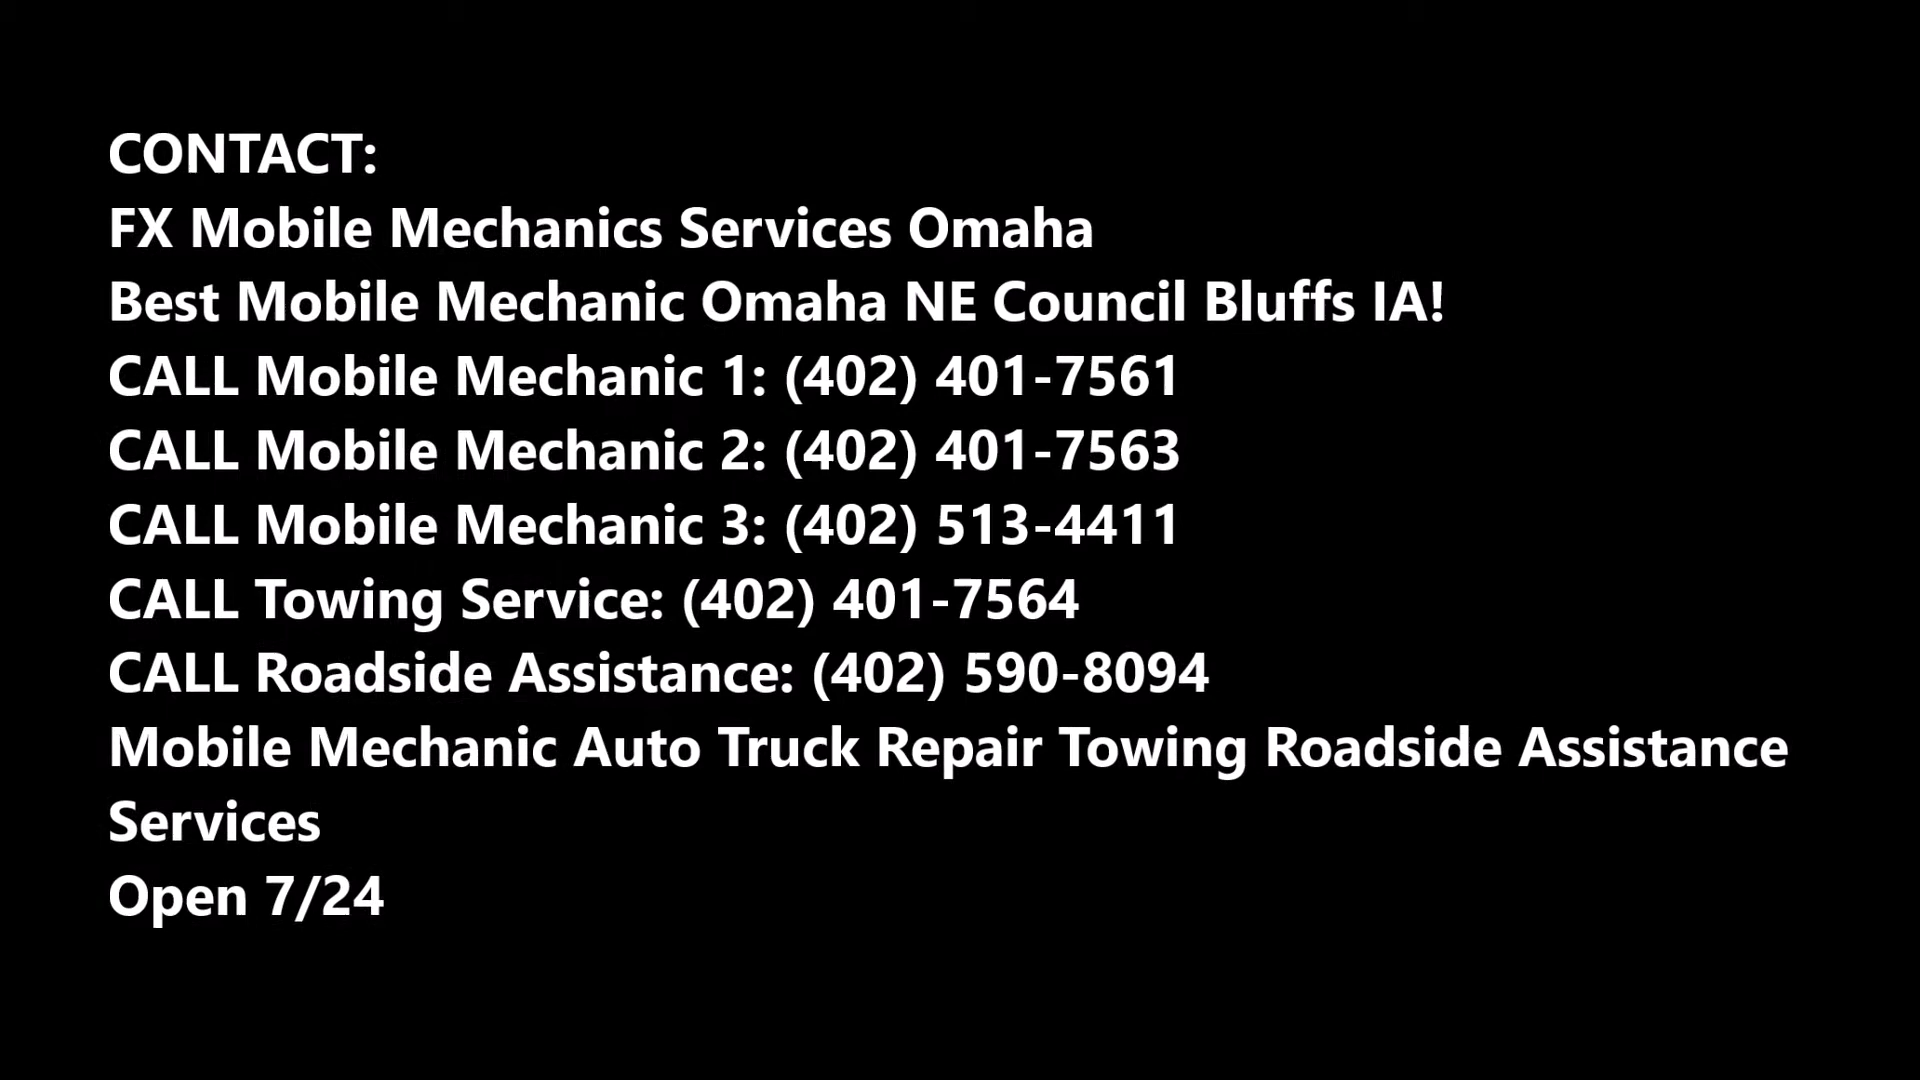 CONTACT:
FX Mobile Mechanics Services Omaha
Best Mobile Mechanic Omaha NE Council Bluffs IA!
CALL Mobile Mechanic 1: (402) 401-7561
CALL Mobile Mechanic 2: (402) 401-7563
CALL Mobile Mechanic 3: (402) 513-4411
CALL Towing Service: (402) 401-7564
CALL Roadside Assistance: (402) 590-8094
Mobile Mechanic Auto Truck Repair Towing Roadside Assistance
Services
Open 7/24